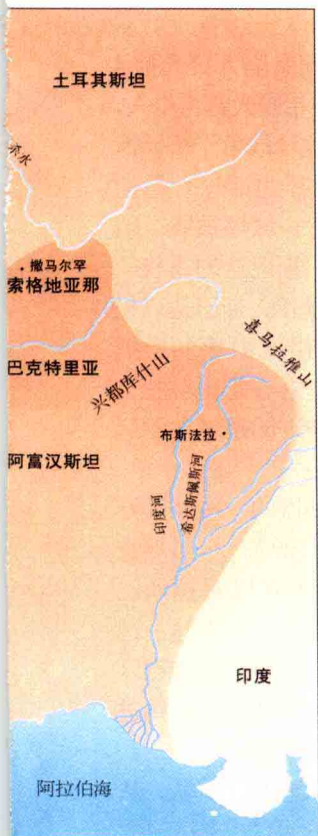 土耳其斯坦
杀水
撒马尔罕
索格地亚那
喜马拉雅山
巴克特里亚
兴都库什山
布斯法拉
阿富汗斯坦
印度河
希达斯佩斯河
印度
阿拉伯海